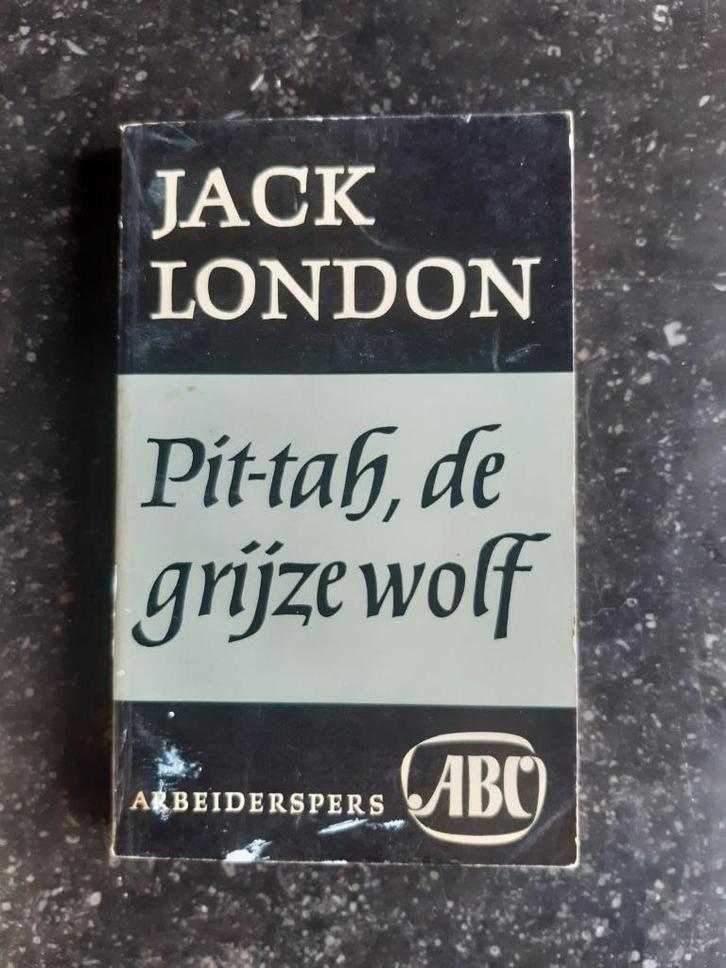 JACK
LONDON
Pit-tah, de
grijze wolf
ARBEIDERSPERS
ABC